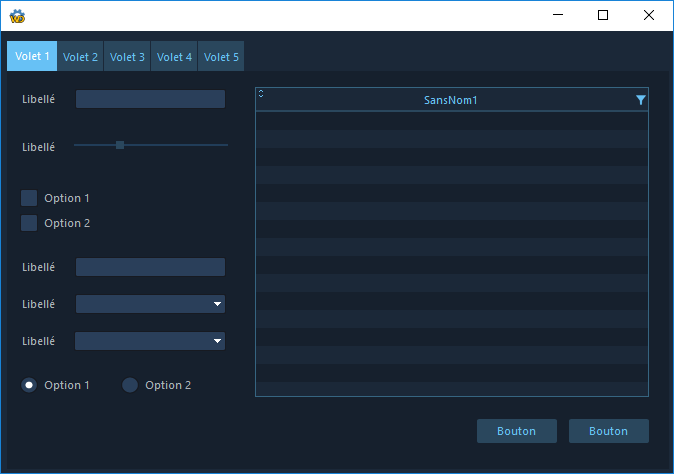 Volet 1 Volet 2 Volet 3 Volet 4 Volet 5
Libellé
SansNom1
Libellé
Option 1
Option 2
Libellé
Libellé
Libellé
Option 1 Option 2
Bouton Bouton